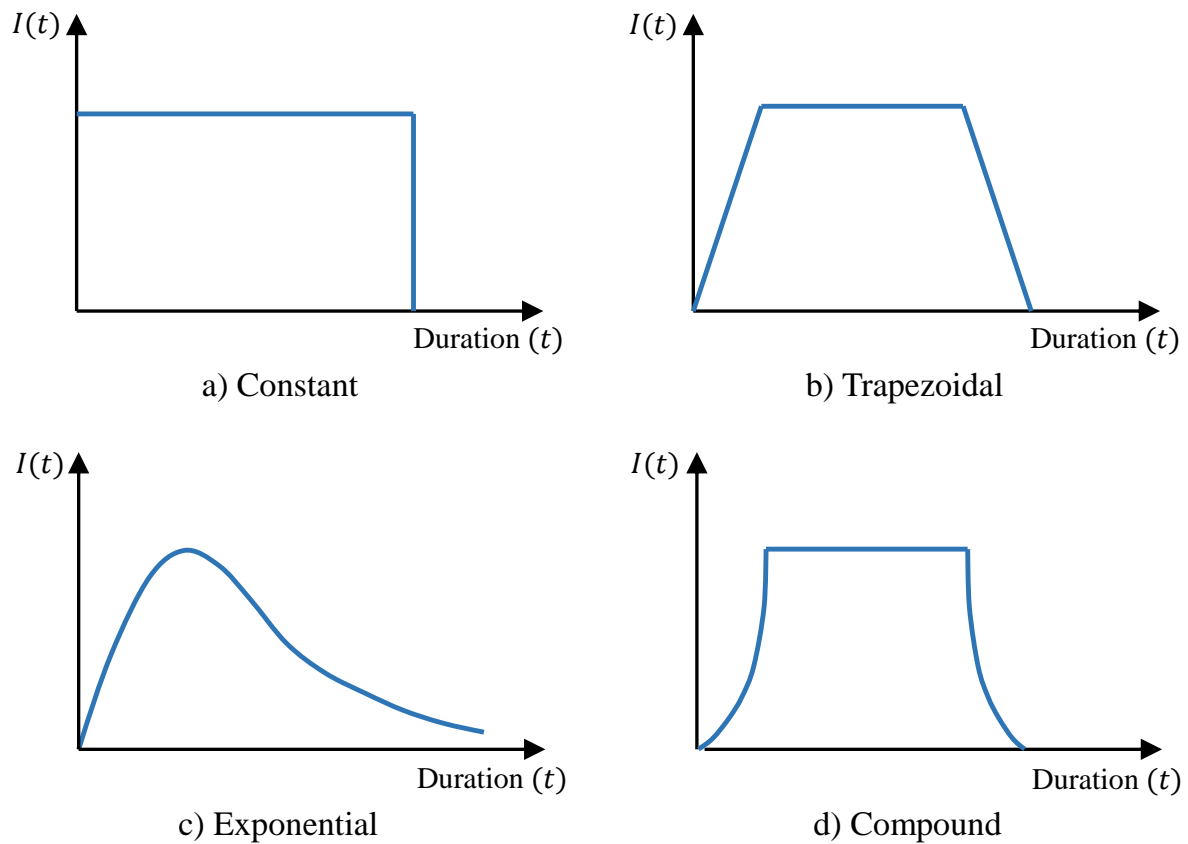 I(t)
Duration (t)
a) Constant
I(t)
Duration (t)
b) Trapezoidal
I(t)
Duration (t)
c) Exponential
I(t)
Duration (t)
d) Compound